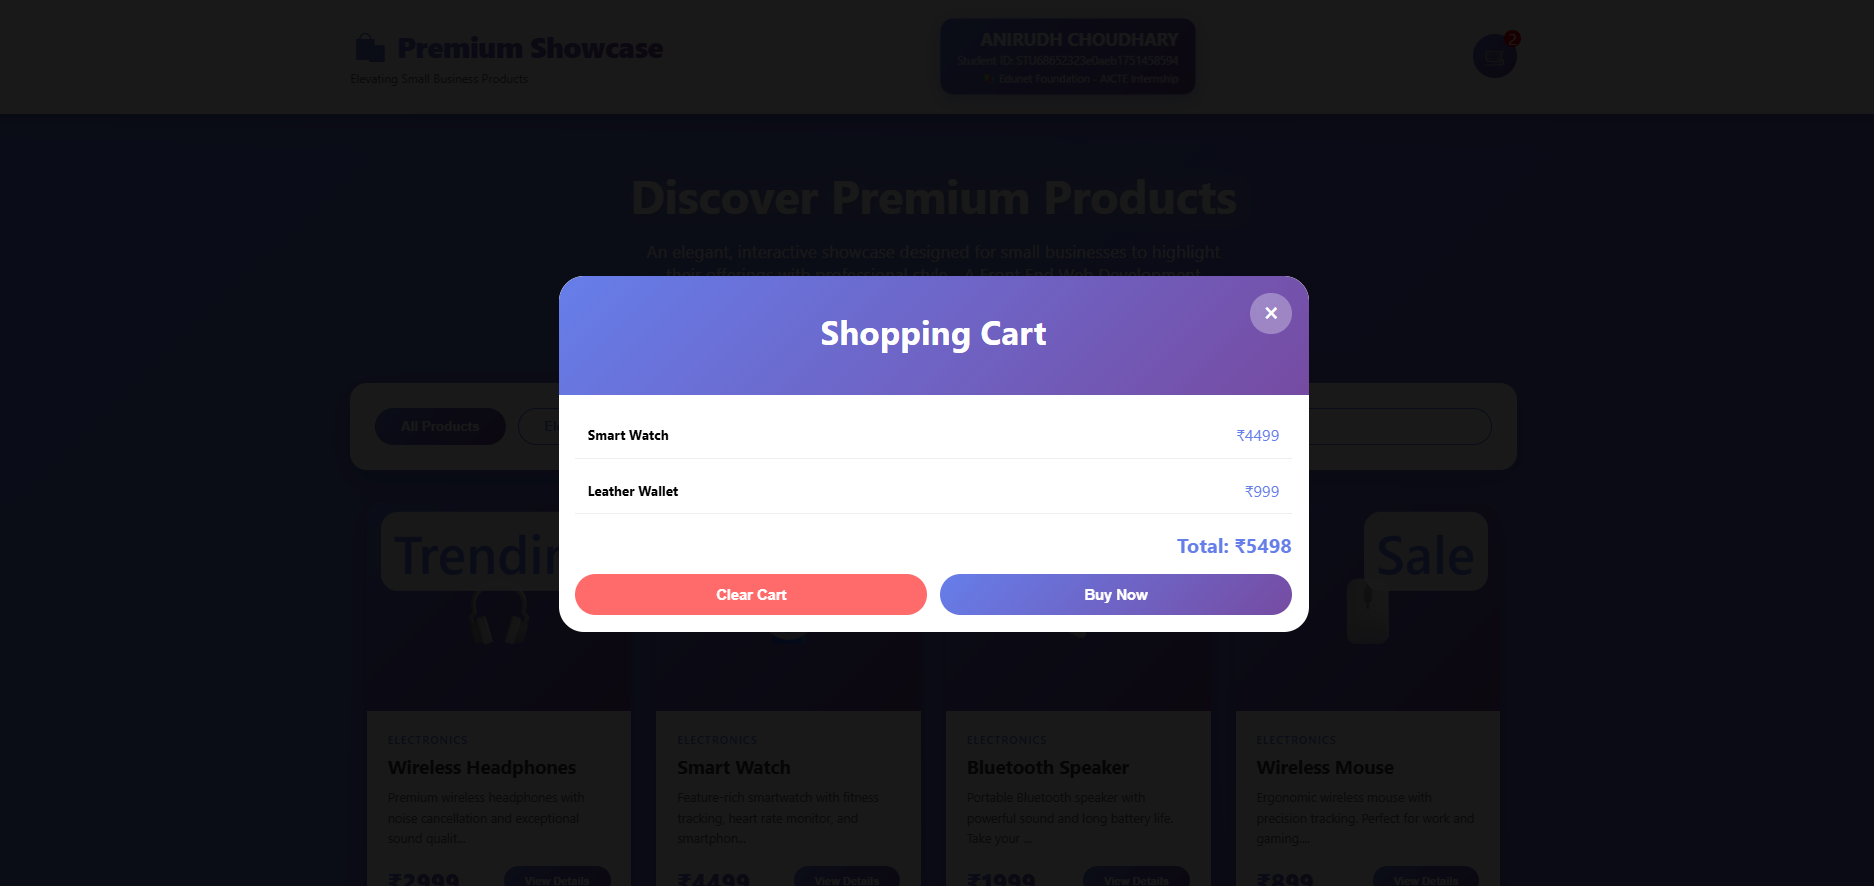 Premium Showcase
Elevating Small Business Products
ANIRUDH CHOUDHARY
Edunet Foundation - AICTE Internship
2
Discover Premium Products
An elegant, interactive showcase designed for small businesses to highlight
their offerings with professional style - A Front End Web Development
Shopping Cart
×
Smart Watch
₹4499
Leather Wallet
₹999
Total: ₹5498
Clear Cart
Buy Now
All Products
Sale
ELECTRONICS
Wireless Headphones
Premium wireless headphones with
noise cancellation and exceptional
sound qualit...
₹2999
View Details
ELECTRONICS
Smart Watch
Feature-rich smartwatch with fitness
tracking, heart rate monitor, and
smartphon...
₹4499
View Details
ELECTRONICS
Bluetooth Speaker
Portable Bluetooth speaker with
powerful sound and long battery life.
Take your ...
₹1999
View Details
ELECTRONICS
Wireless Mouse
Ergonomic wireless mouse with
precision tracking. Perfect for work and
gaming...
₹899
View Details